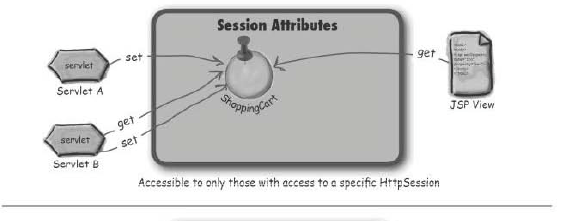 Session Attributes
servlet
set
get
Servlet A
ShoppingCart
JSP View
get
set
servlet
Servlet B
Accessible to only those with access to a specific HttpSession